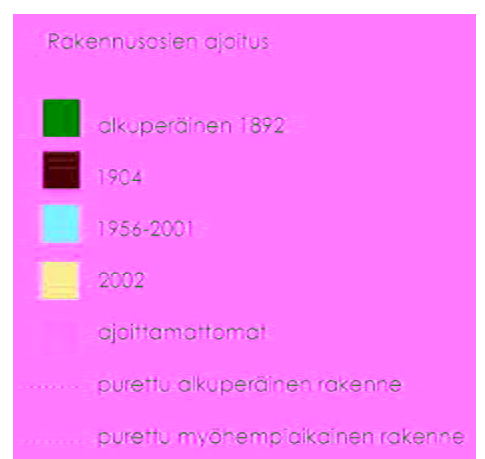 Rakennusosien ajoitus
alkuperäinen 1892
1904
1956-2001
2002
ajoittamattomat
purettu alkuperäinen rakenne
purettu myöhempiaikainen rakenne